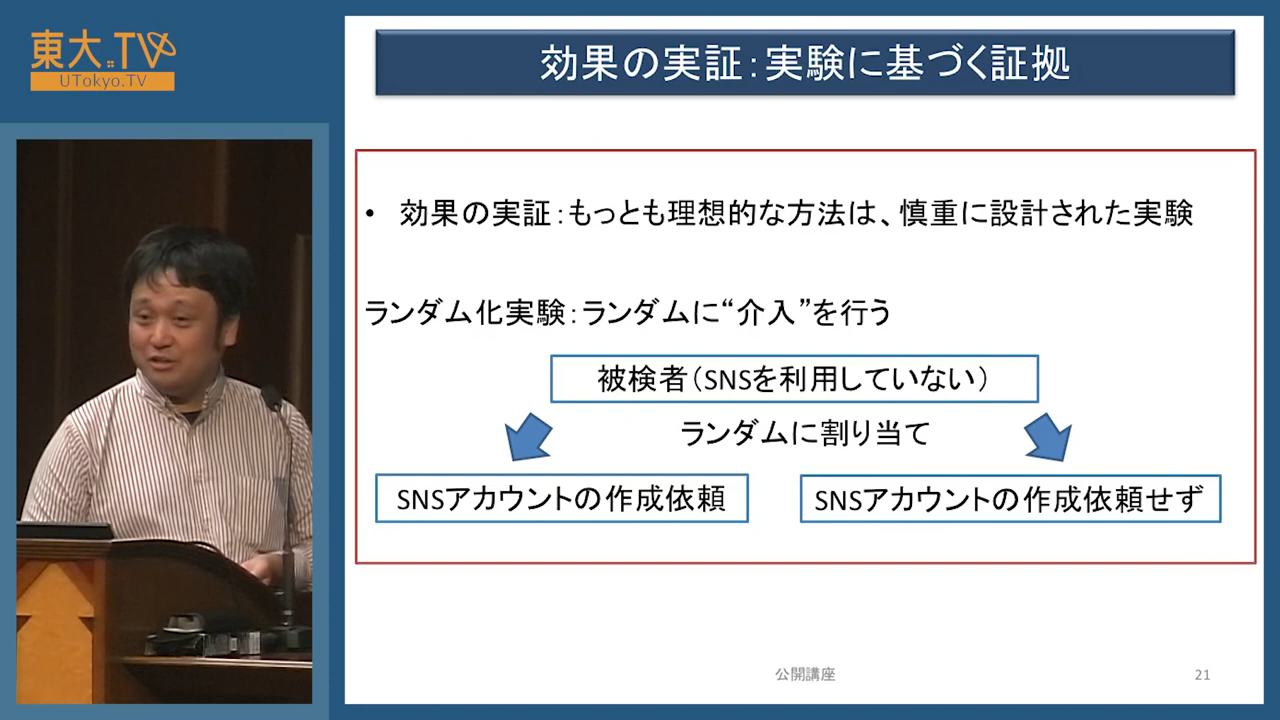 東大.TV
UTokyo.TV
効果の実証：実験に基づく証拠
• 効果の実証：もっとも理想的な方法は、慎重に設計された実験
ランダム化実験：ランダムに“介入”を行う
被検者（SNSを利用していない）
ランダムに割り当て
SNSアカウントの作成依頼
SNSアカウントの作成依頼せず
公開講座
21